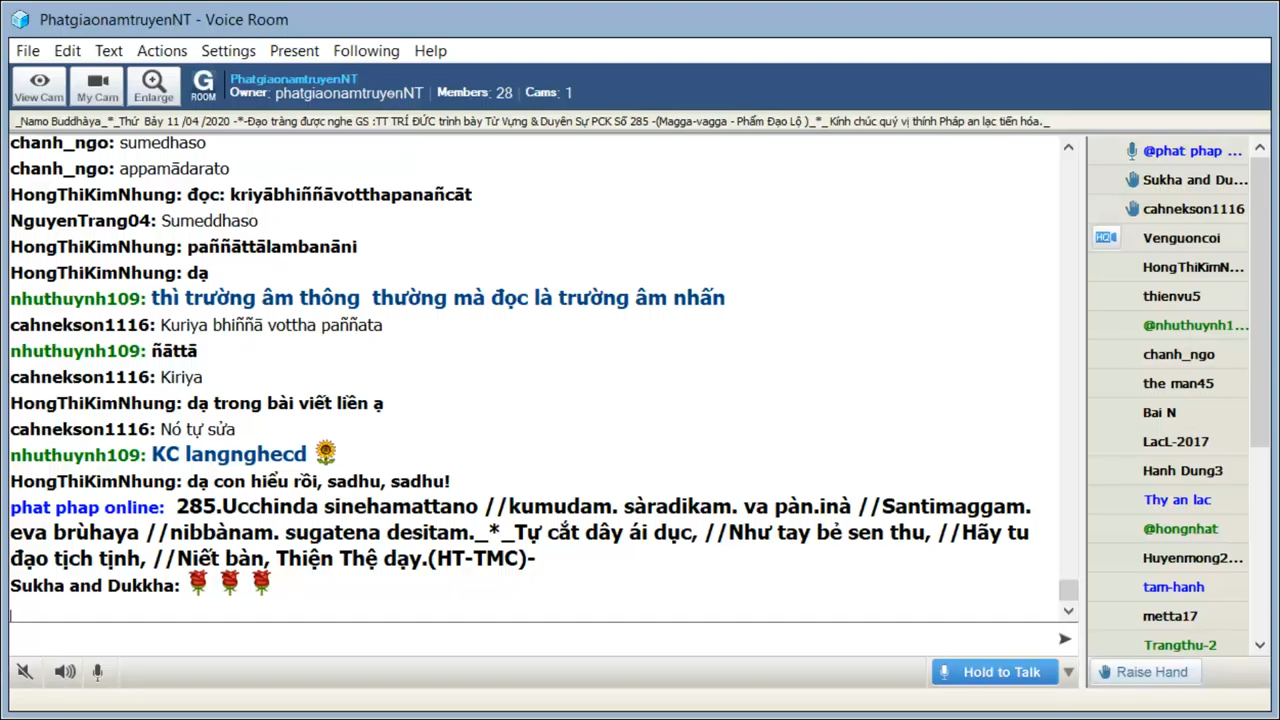 PhatgiaonamtruyenNT - Voice Room
File Edit Text Actions Settings Present Following Help
View Cam
My Cam
Enlarge
G
ROOM
PhatgiaonamtruyenNT
Owner: phatgiaonamtruyenNT Members: 28 Cams: 1
_Namo Buddhàya_*_Thứ Bảy 11 /04 /2020 -*-Đạo tràng được nghe GS :TT TRÍ ĐỨC trình bày Từ Vựng & Duyên Sự PCK Số 285 -(Magga-vagga - Phẩm Đạo Lộ )_*_ Kính chúc quý vị thính Pháp an lạc tiến hóa._
chanh_ngo: sumedhaso
chanh_ngo: appamādarato
HongThiKimNhung: đọc: kriyābhiññāvotthapanañcāt
NguyenTrang04: Sumeddhaso
HongThiKimNhung: paññāttālambanāni
HongThiKimNhung: dạ
nhuthuynh109: thì trường âm thông thường mà đọc là trường âm nhấn
cahnekson1116: Kuriya bhiññā vottha paññata
nhuthuynh109: ñāttā
cahnekson1116: Kiriya
HongThiKimNhung: dạ trong bài viết liền ạ
cahnekson1116: Nó tự sửa
nhuthuynh109: KC langnghecd
HongThiKimNhung: dạ con hiểu rồi, sadhu, sadhu!
phat phap online: 285.Ucchinda sinehamattano //kumudam. sàradikam. va pàn.inà //Santimaggam.
eva brùhaya //nibbànam. sugatena desitam._*_Tự cắt dây ái dục, //Như tay bẻ sen thu, //Hãy tu
đạo tịch tịnh, //Niết bàn, Thiện Thệ dạy.(HT-TMC)-
Sukha and Dukkha:
@phat phap ...
Sukha and Du...
cahnekson1116
HQ
Venguoncoi
HongThiKimN...
thienvu5
@nhuthuynh1...
chanh_ngo
the man45
Bai N
LacL-2017
Hanh Dung3
Thy an lac
@hongnhat
Huyenmong2...
tam-hanh
metta17
Trangthu-2
Hold to Talk
Raise Hand